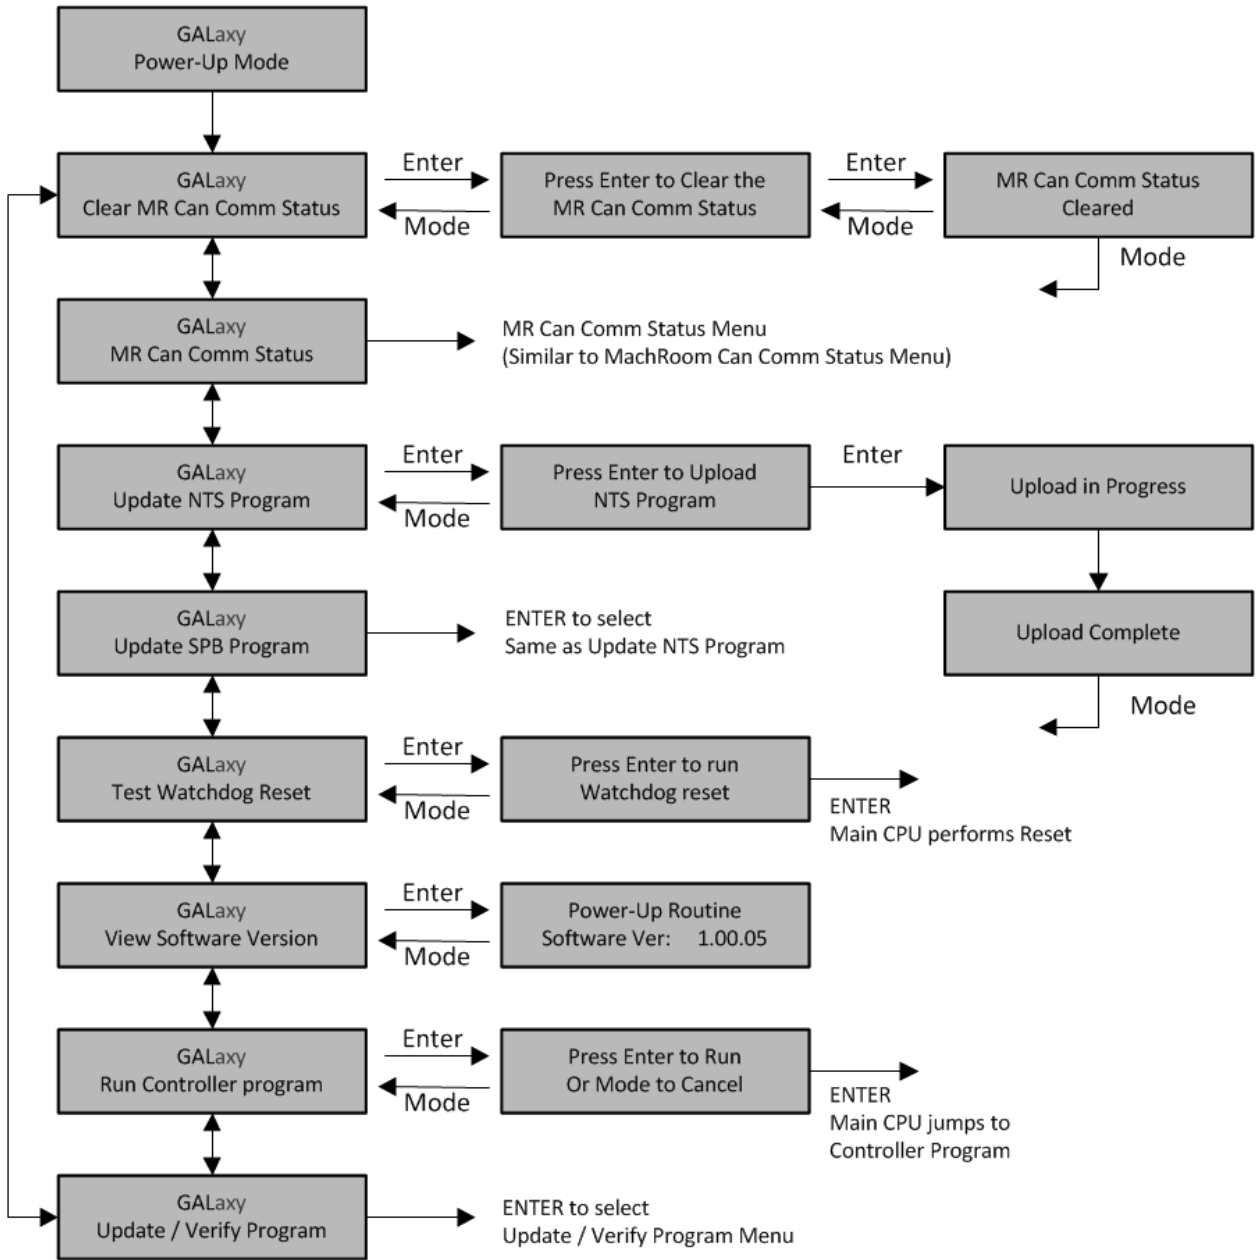 GALaxy
Power-Up Mode
GALaxy
Clear MR Can Comm Status
Enter
Mode
Press Enter to Clear the
MR Can Comm Status
Enter
Mode
MR Can Comm Status
Cleared
Mode
GALaxy
MR Can Comm Status
MR Can Comm Status Menu
(Similar to MachRoom Can Comm Status Menu)
GALaxy
Update NTS Program
Enter
Mode
Press Enter to Upload
NTS Program
Enter
Upload in Progress
Upload Complete
Mode
GALaxy
Update SPB Program
ENTER to select
Same as Update NTS Program
GALaxy
Test Watchdog Reset
Enter
Mode
Press Enter to run
Watchdog reset
ENTER
Main CPU performs Reset
GALaxy
View Software Version
Enter
Mode
Power-Up Routine
Software Ver: 1.00.05
GALaxy
Run Controller program
Enter
Mode
Press Enter to Run
Or Mode to Cancel
ENTER
Main CPU jumps to
Controller Program
GALaxy
Update / Verify Program
ENTER to select
Update / Verify Program Menu